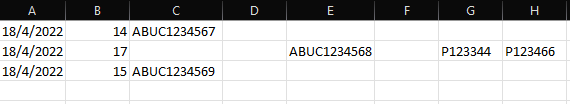 A B C D E F G H
18/4/2022 14 ABUC1234567
18/4/2022 17 ABUC1234568 P123344 P123466
18/4/2022 15 ABUC1234569